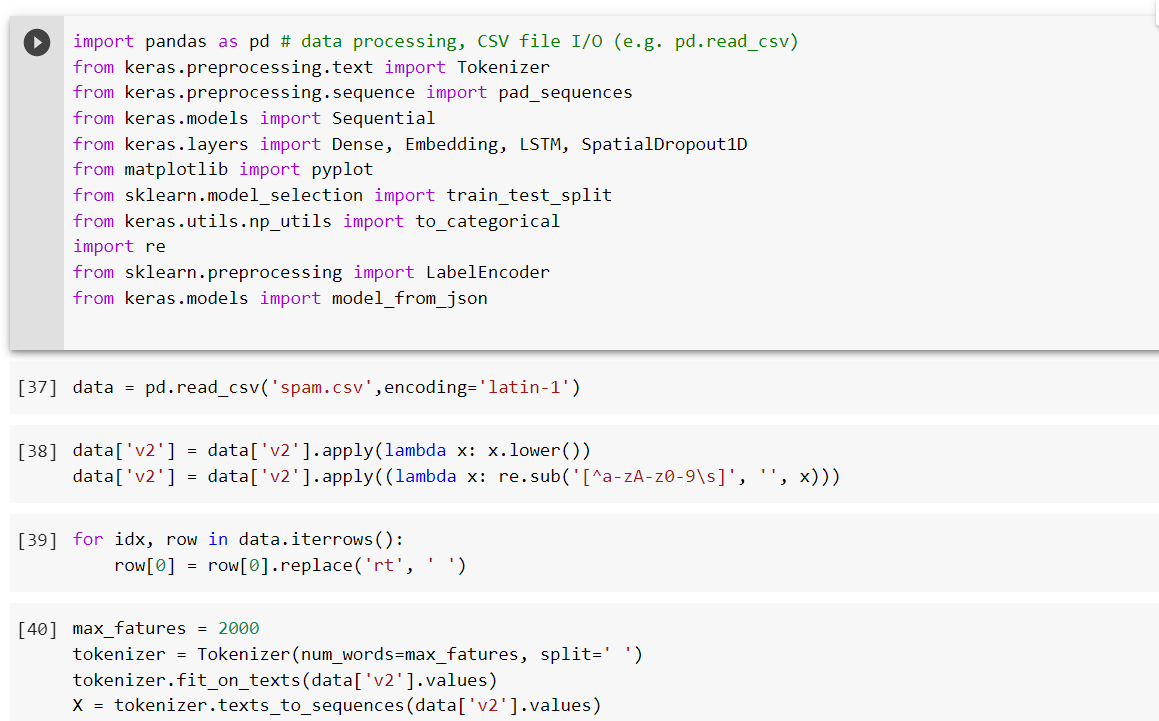 import pandas as pd # data processing, CSV file I/O (e.g. pd.read_csv)
from keras.preprocessing.text import Tokenizer
from keras.preprocessing.sequence import pad_sequences
from keras.models import Sequential
from keras.layers import Dense, Embedding, LSTM, SpatialDropout1D
from matplotlib import pyplot
from sklearn.model_selection import train_test_split
from keras.utils.np_utils import to_categorical
import re
from sklearn.preprocessing import LabelEncoder
from keras.models import model_from_json
[37] data = pd.read_csv('spam.csv',encoding='latin-1')
[38] data['v2'] = data['v2'].apply(lambda x: x.lower())
data['v2'] = data['v2'].apply((lambda x: re.sub('[^a-zA-z0-9\s]', '', x)))
[39] for idx, row in data.iterrows():
    row[0] = row[0].replace('rt', ' ')
[40] max_fatures = 2000
tokenizer = Tokenizer(num_words=max_fatures, split=' ')
tokenizer.fit_on_texts(data['v2'].values)
X = tokenizer.texts_to_sequences(data['v2'].values)